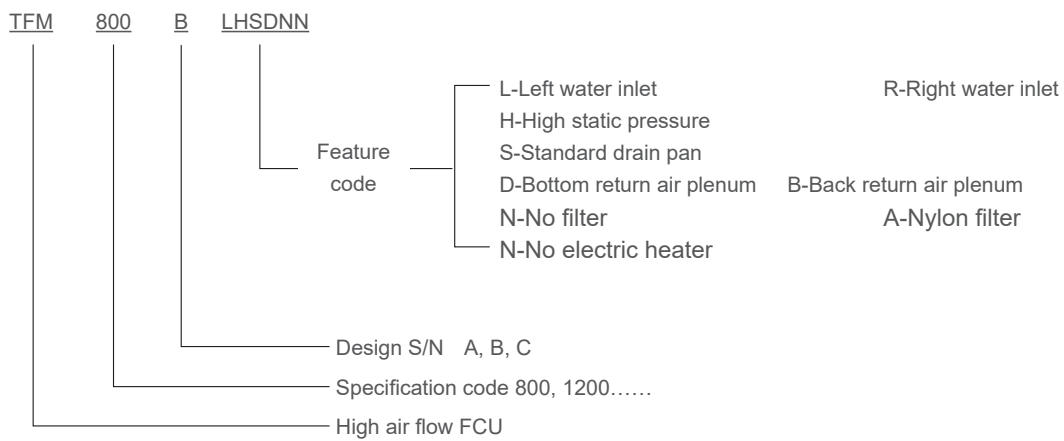 TFM 800 B LHSDNN
L-Left water inlet R-Right water inlet
H-High static pressure
Feature
code
S-Standard drain pan
D-Bottom return air plenum B-Back return air plenum
N-No filter A-Nylon filter
N-No electric heater
Design S/N A, B, C
Specification code 800, 1200……
High air flow FCU